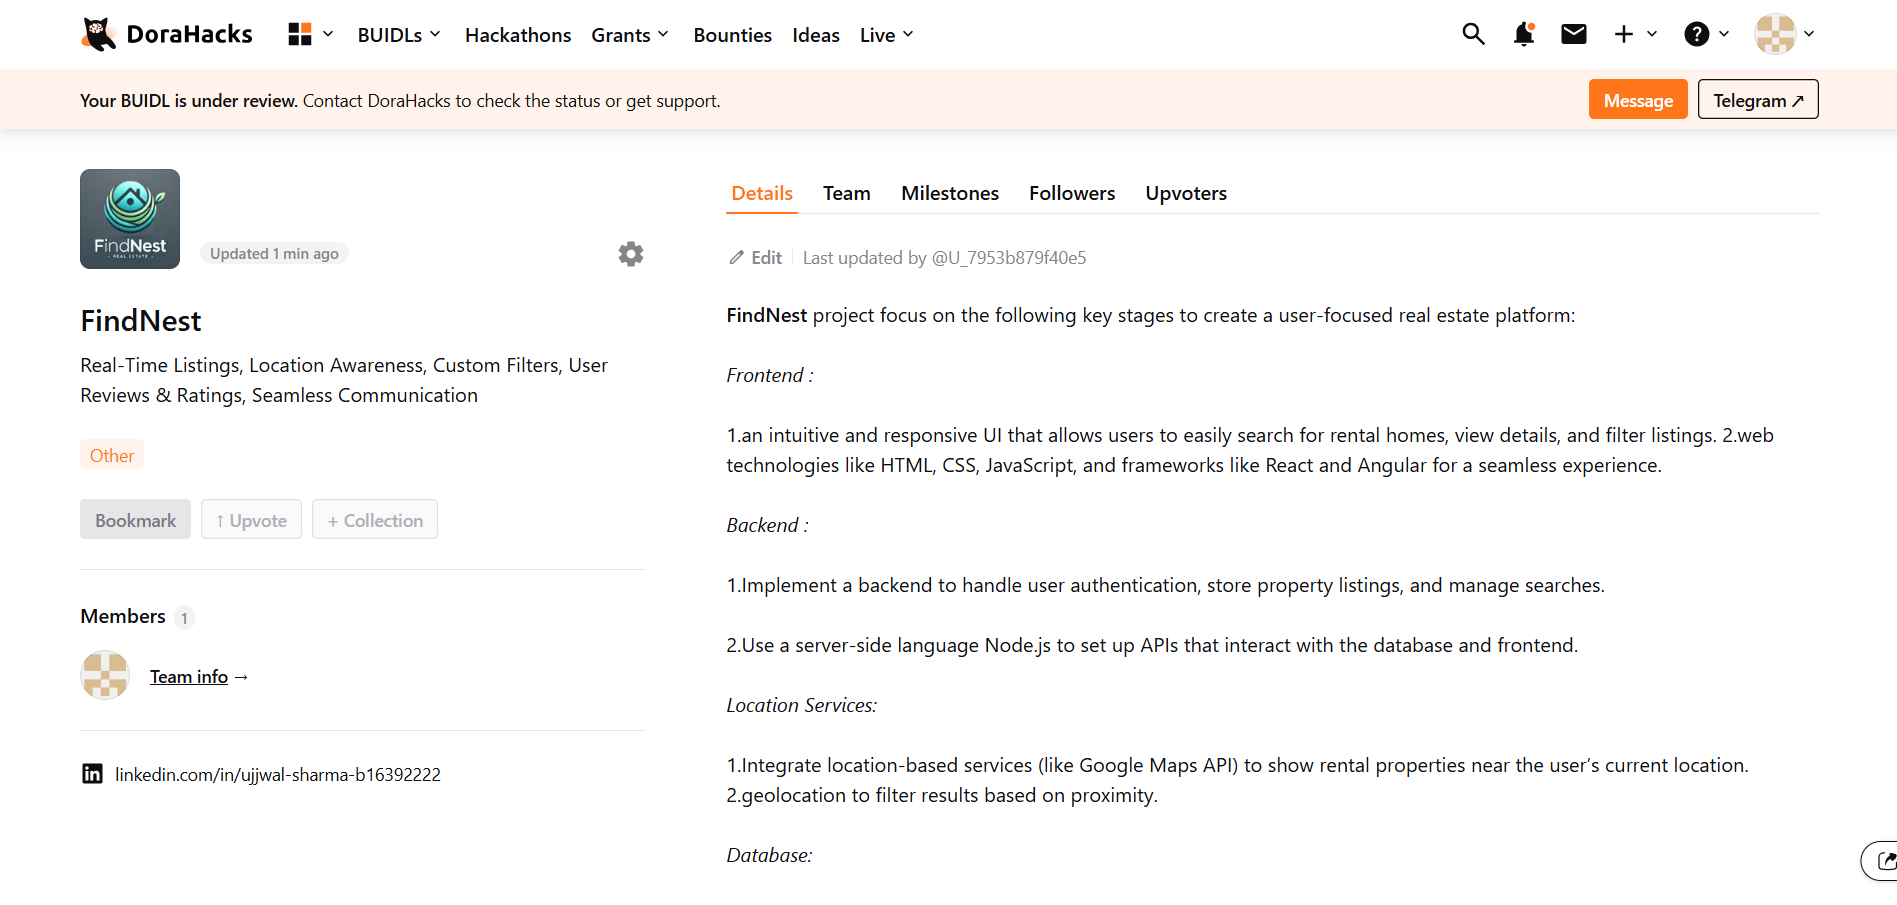 DoraHacks
BUIDLs
Hackathons
Grants
Bounties
Ideas
Live
Your BUIDL is under review. Contact DoraHacks to check the status or get support.
Message
Telegram ↗
FindNest
REAL ESTATE
Updated 1 min ago
FindNest
Real-Time Listings, Location Awareness, Custom Filters, User
Reviews & Ratings, Seamless Communication
Other
Bookmark
↑ Upvote
+ Collection
Members 1
Team info →
linkedin.com/in/ujjwal-sharma-b16392222
Details
Team
Milestones
Followers
Upvoters
Edit
Last updated by @U_7953b879f40e5
FindNest project focus on the following key stages to create a user-focused real estate platform:
Frontend :
1.an intuitive and responsive UI that allows users to easily search for rental homes, view details, and filter listings. 2.web
technologies like HTML, CSS, JavaScript, and frameworks like React and Angular for a seamless experience.
Backend :
1.Implement a backend to handle user authentication, store property listings, and manage searches.
2.Use a server-side language Node.js to set up APIs that interact with the database and frontend.
Location Services:
1.Integrate location-based services (like Google Maps API) to show rental properties near the user’s current location.
2.geolocation to filter results based on proximity.
Database: